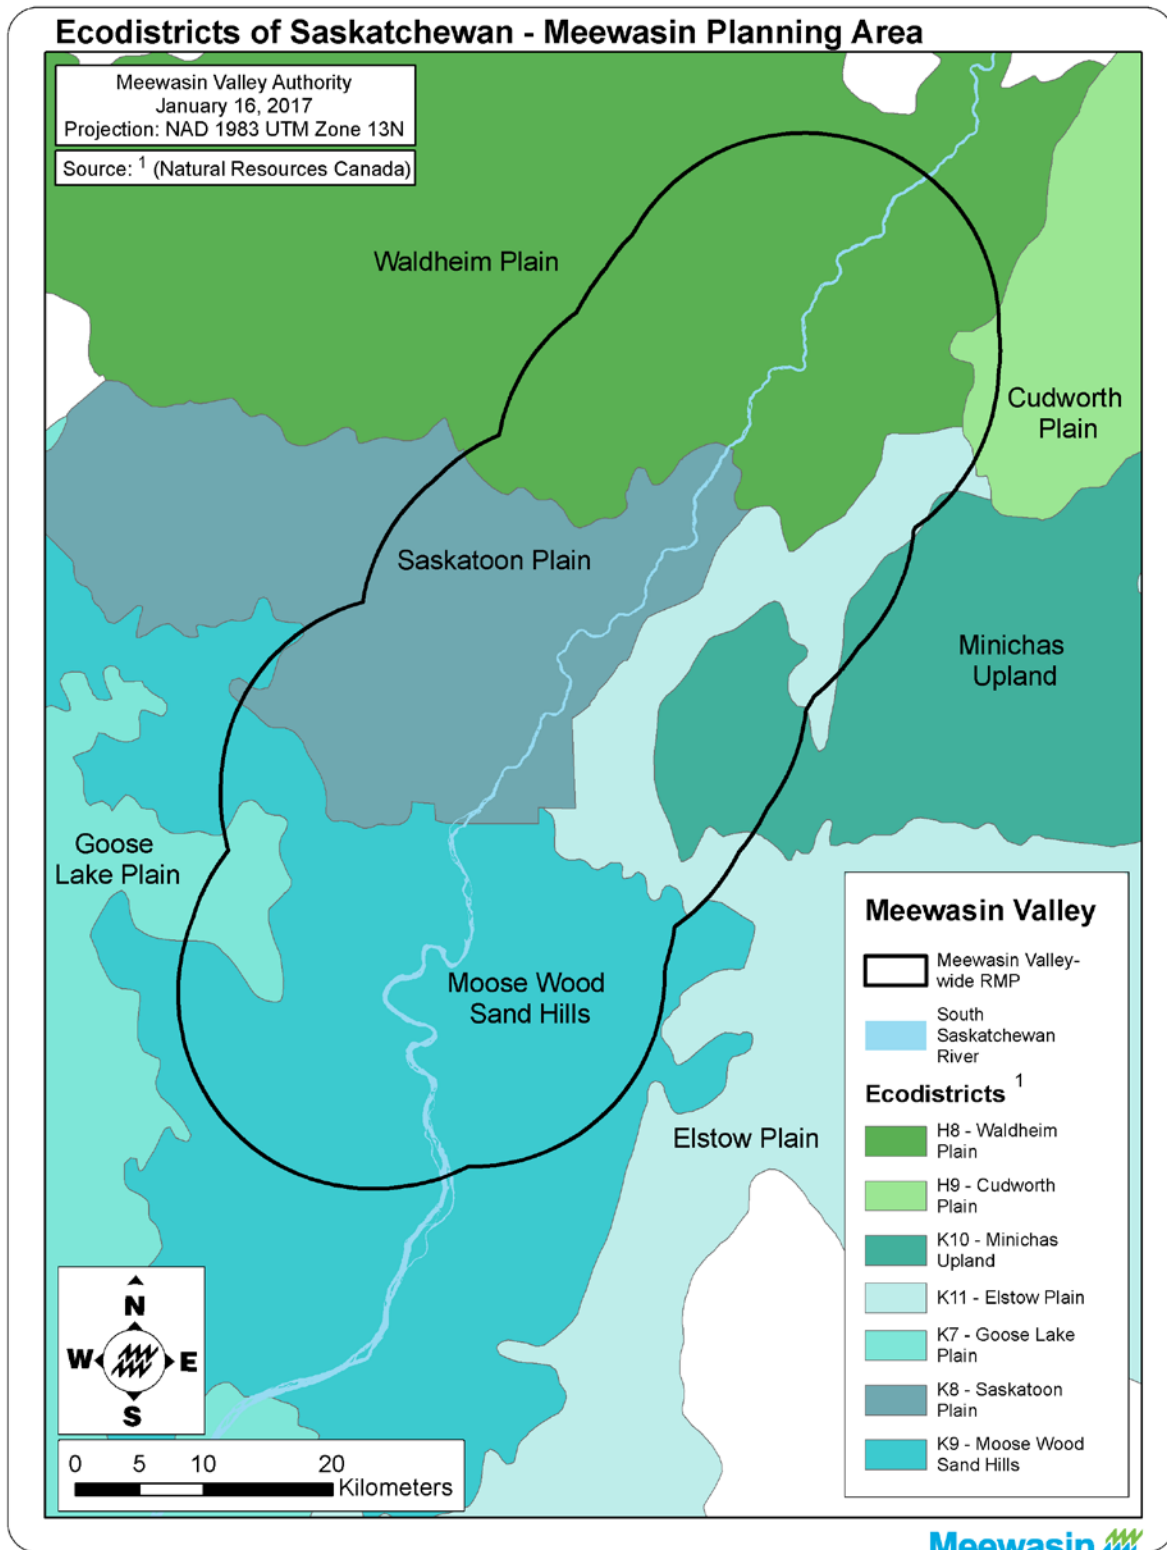 Ecodistricts of Saskatchewan - Meewasin Planning Area
Meewasin Valley Authority
January 16, 2017
Projection: NAD 1983 UTM Zone 13N
Source: 1 (Natural Resources Canada)
Waldheim Plain
Cudworth
Plain
Saskatoon Plain
Minichas
Upland
Goose
Lake Plain
Moose Wood
Sand Hills
Elstow Plain
Meewasin Valley
Meewasin Valley-
wide RMP
South
Saskatchewan
River
Ecodistricts 1
H8 - Waldheim
Plain
H9 - Cudworth
Plain
K10 - Minichas
Upland
K11 - Elstow Plain
K7 - Goose Lake
Plain
K8 - Saskatoon
Plain
K9 - Moose Wood
Sand Hills
N
W E
S
0 5 10 20
Kilometers
Meewasin